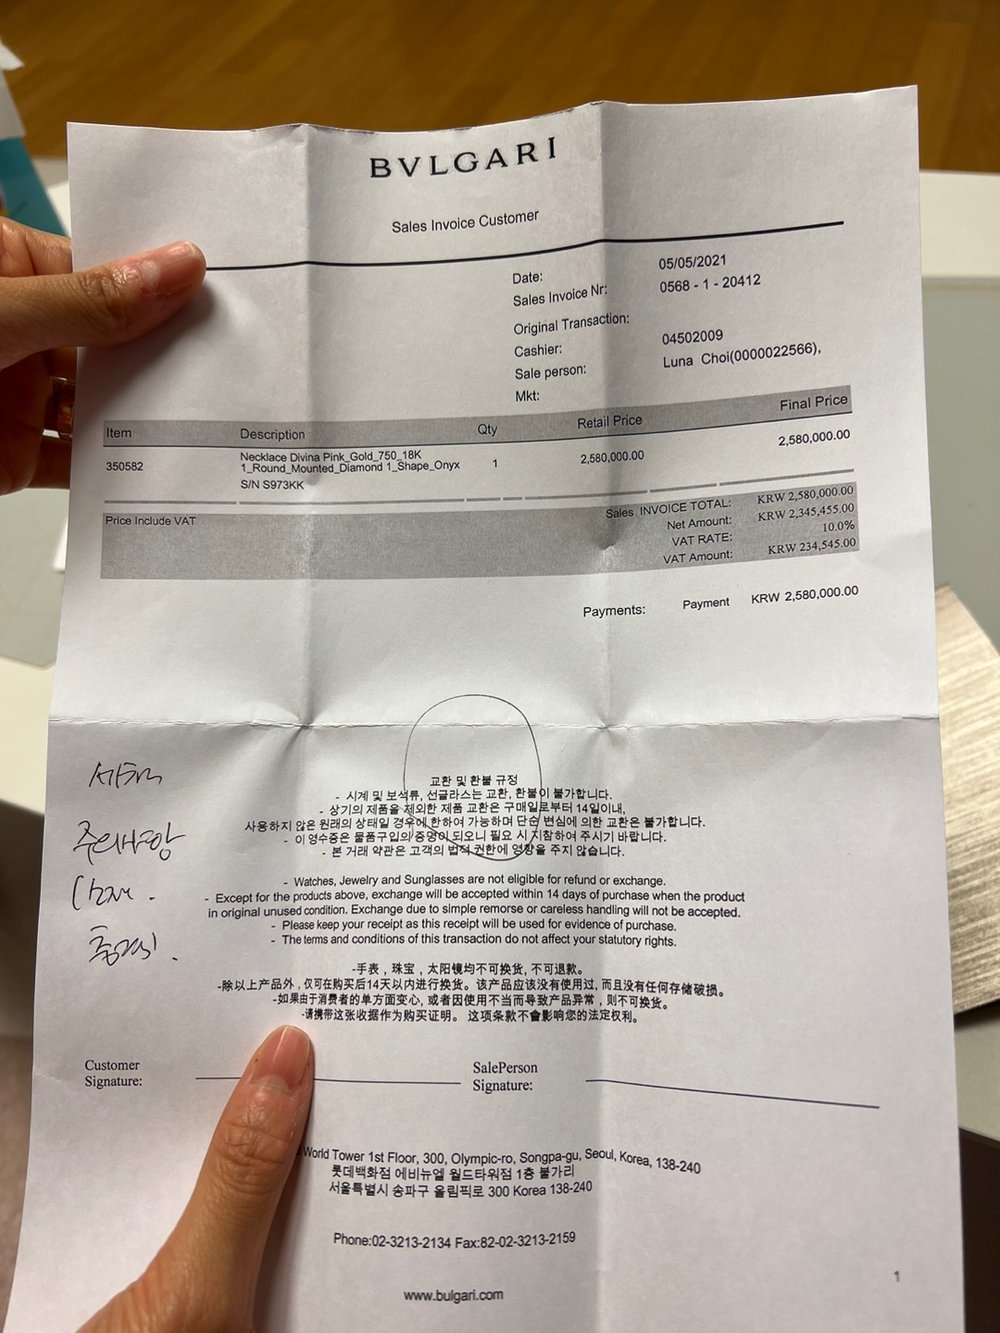 BVLGARI
Sales Invoice Customer
Date: 05/05/2021
Sales Invoice Nr: 0568 - 1 - 20412
Original Transaction:
Cashier: 04502009
Sale person: Luna Choi(0000022566),
Mkt:
Item Description Qty Retail Price Final Price
350582 Necklace Divina Pink_Gold_750_18K 1 2,580,000.00 2,580,000.00
1_Round_Mounted_Diamond 1_Shape_Onyx
S/N S973KK
Price Include VAT
Sales INVOICE TOTAL: KRW 2,580,000.00
Net Amount: KRW 2,345,455.00
VAT RATE: 10.0%
VAT Amount: KRW 234,545.00
Payments: Payment KRW 2,580,000.00
교환 및 환불 규정
- 시계 및 보석류, 선글라스는 교환, 환불이 불가합니다.
- 상기의 제품을 제외한 제품 교환은 구매일로부터 14일이내,
사용하지 않은 원래의 상태일 경우에 한하여 가능하며 단순 변심에 의한 교환은 불가합니다.
- 이 영수증은 물품구입의 증명이 되오니 필요 시 지참하여 주시기 바랍니다.
- 본 거래 약관은 고객의 법적 권한에 영향을 주지 않습니다.
주의사항
- Watches, Jewelry and Sunglasses are not eligible for refund or exchange.
- Except for the products above, exchange will be accepted within 14 days of purchase when the product
in original unused condition. Exchange due to simple remorse or careless handling will not be accepted.
- Please keep your receipt as this receipt will be used for evidence of purchase.
- The terms and conditions of this transaction do not affect your statutory rights.
-手表，珠宝，太阳镜均不可换货, 不可退款。
-除以上产品外, 仅可在购买后14天以内进行换货。该产品应该没有使用过, 而且没有任何存储破损。
-如果由于消费者的单方面变心, 或者因使用不当而导致产品异常，则不可换货。
-请携带这张收据作为购买证明。 这项条款不會影响您的法定权利。
Customer
Signature:
SalePerson
Signature:
World Tower 1st Floor, 300, Olympic-ro, Songpa-gu, Seoul, Korea, 138-240
롯데백화점 에비뉴엘 월드타워점 1층 불가리
서울특별시 송파구 올림픽로 300 Korea 138-240
Phone:02-3213-2134 Fax:82-02-3213-2159
www.bulgari.com
1